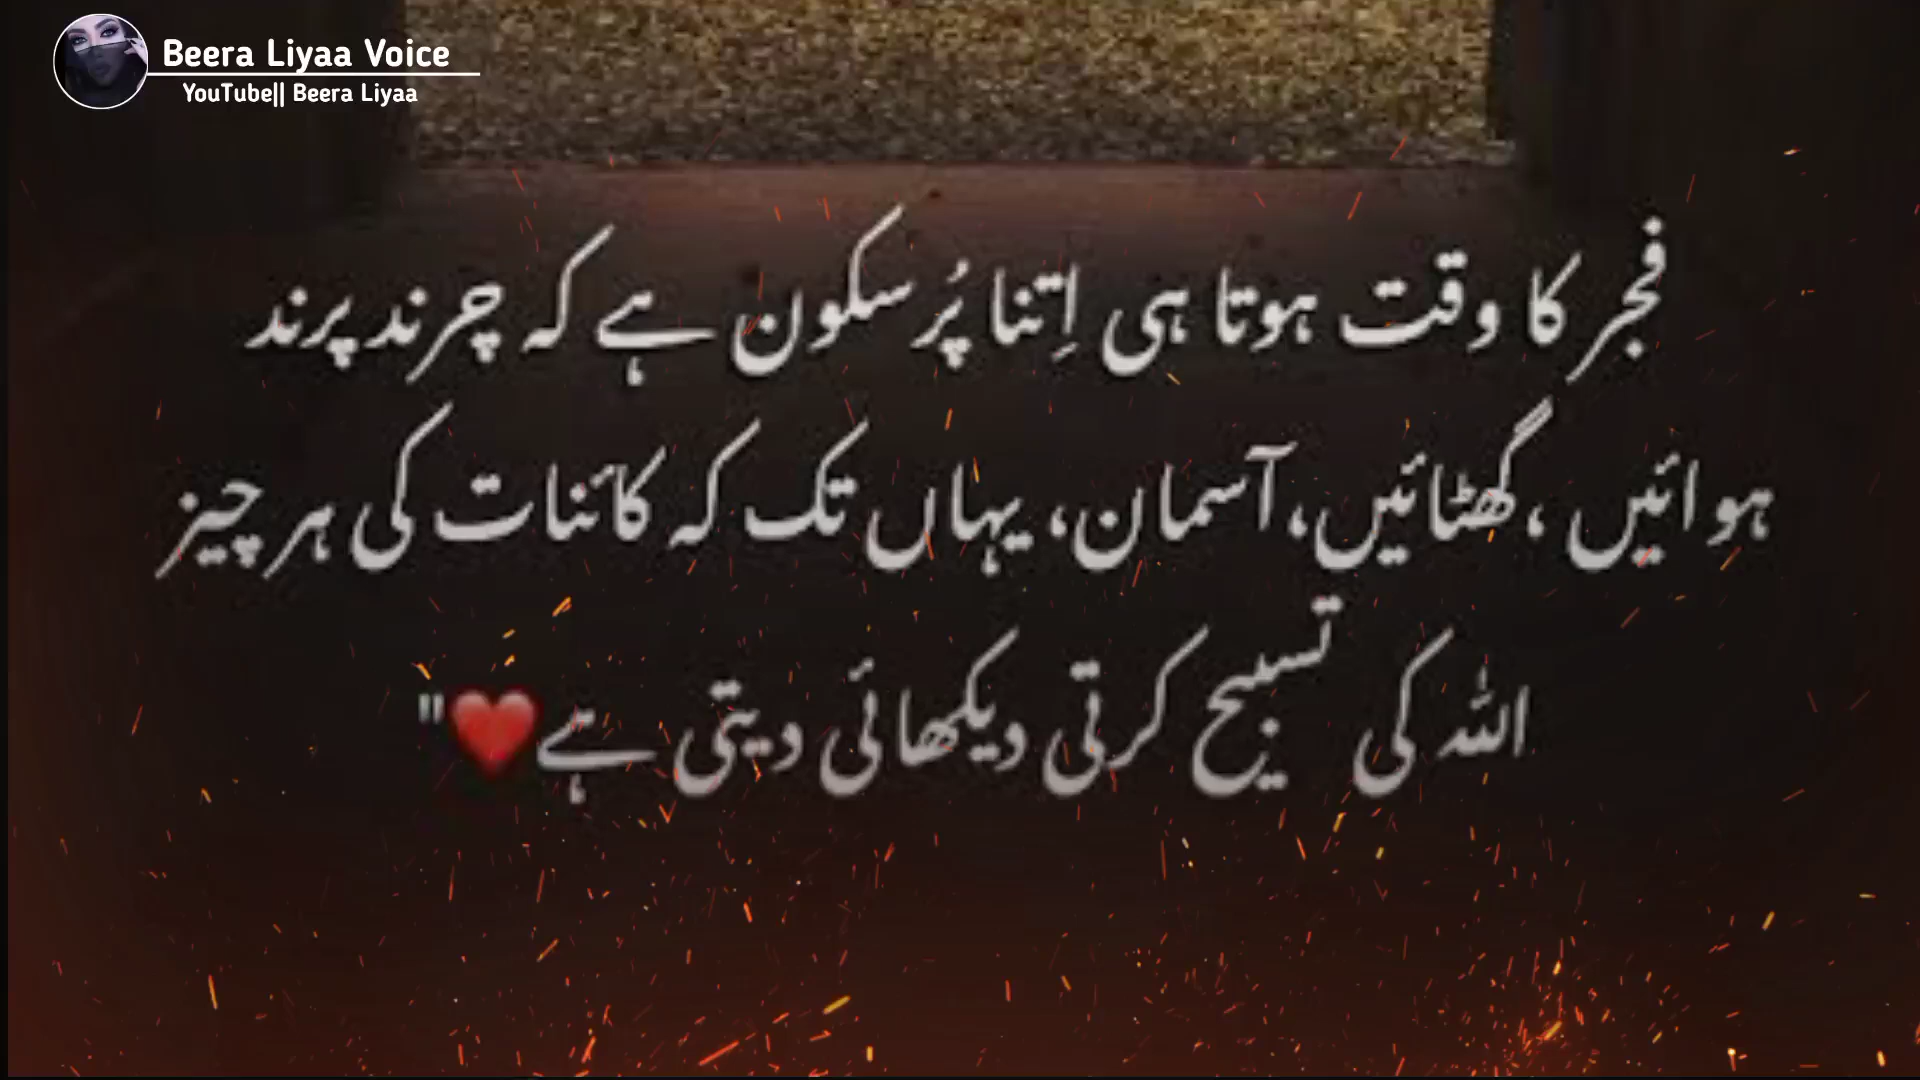 Beera Liyaa Voice
YouTube|| Beera Liyaa
فجر کا وقت ہوتا ہی اِتنا پُرسکون ہے کہ چرند پرند
ہوائیں ،گھٹائیں،آسمان، یہاں تک کہ کائنات کی ہر چیز
اللہ کی تسبیح کرتی دیکھائی دیتی ہے❤️"